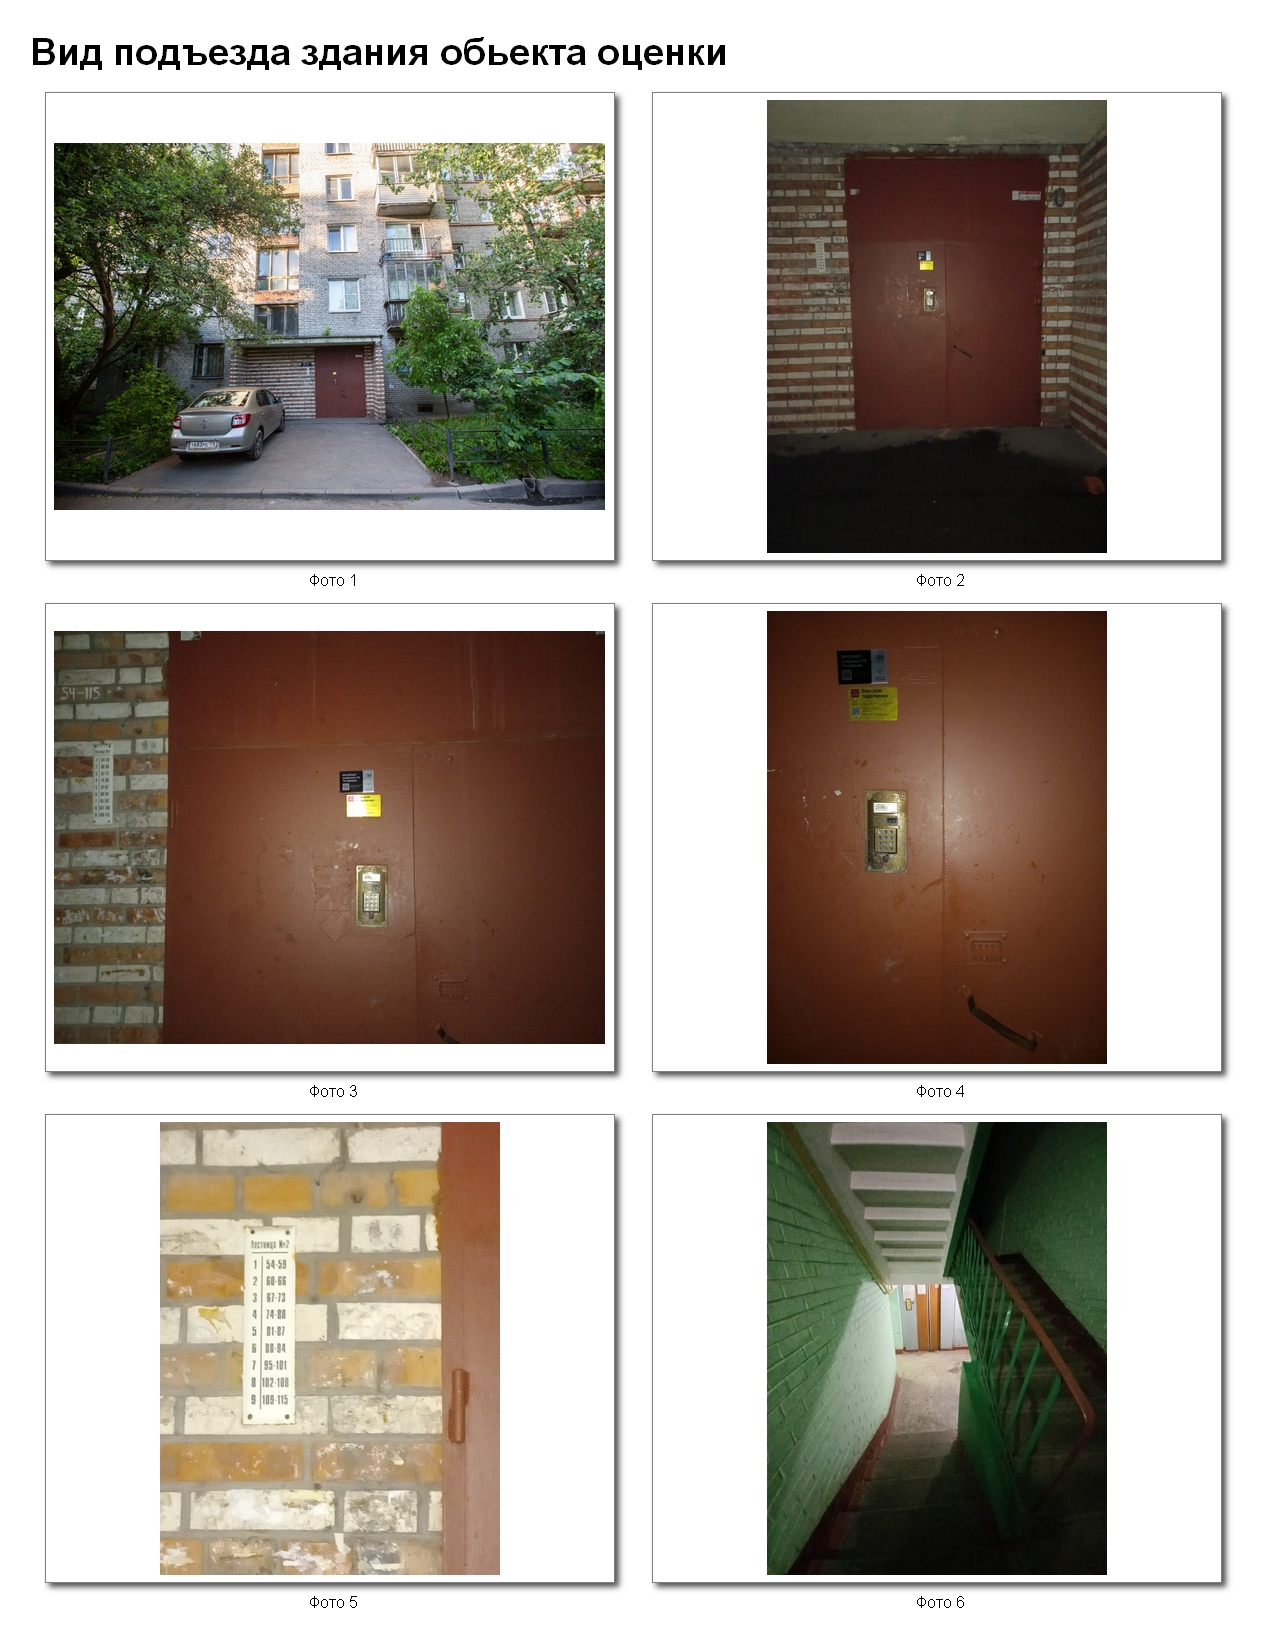 Вид подъезда здания обьекта оценки
Фото 1
Фото 2
54-115
Фото 3
Фото 4
Лестница №2
1 54-59
2 60-66
3 67-73
4 74-80
5 81-87
6 88-94
7 95-101
8 102-108
9 109-115
Фото 5
Фото 6